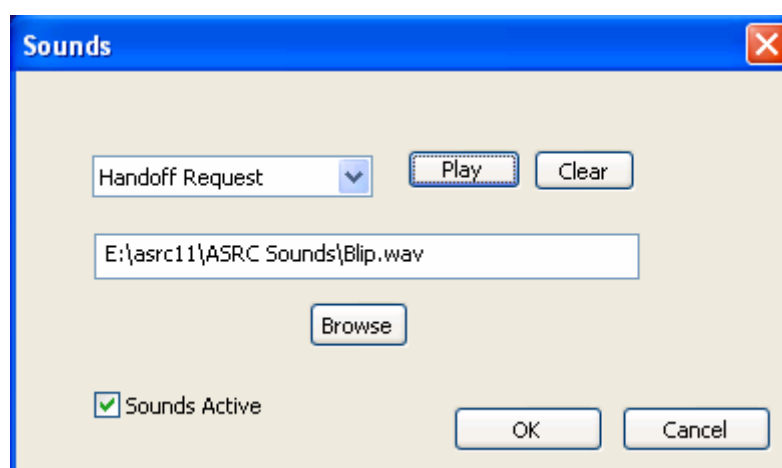 Sounds
Handoff Request
Play
Clear
E:\asrc11\ASRC Sounds\Blip.wav
Browse
Sounds Active
OK
Cancel